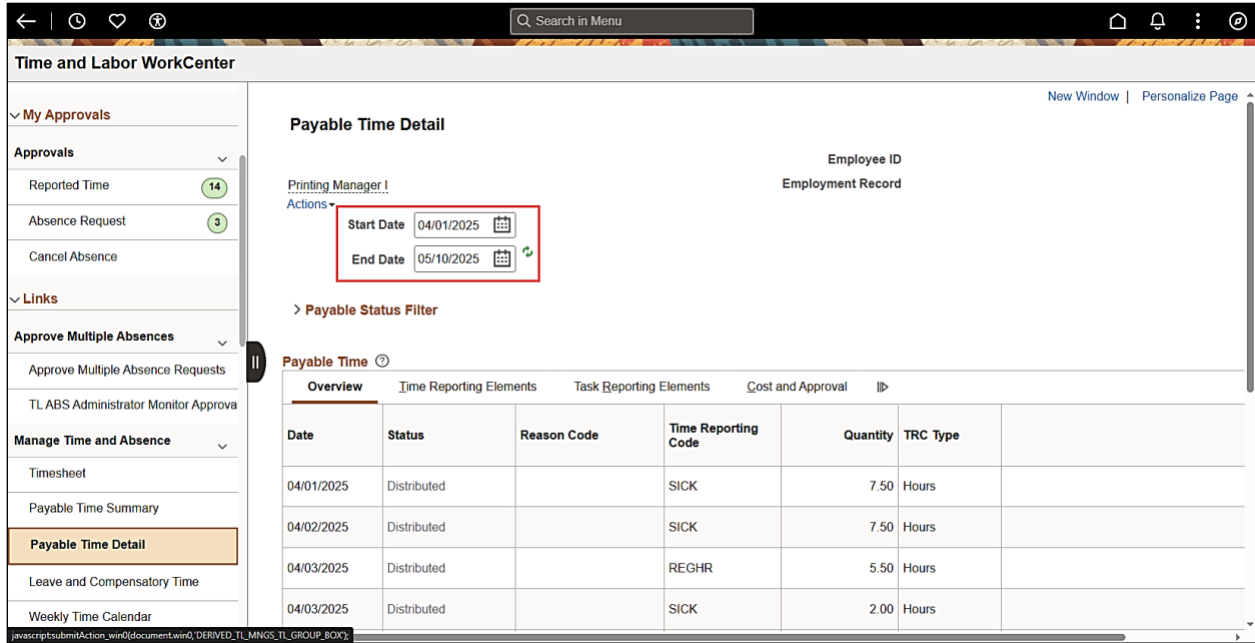 Search in Menu
Time and Labor WorkCenter
New Window | Personalize Page
My Approvals
Approvals
Reported Time 14
Absence Request 3
Cancel Absence
Links
Approve Multiple Absences
Approve Multiple Absence Requests
TL ABS Administrator Monitor Approva
Manage Time and Absence
Timesheet
Payable Time Summary
Payable Time Detail
Leave and Compensatory Time
Weekly Time Calendar
javascript:submitAction_win0(document.win0,'DERIVED_TL_MNGS_TL_GROUP_BOX');
Payable Time Detail
Employee ID
Printing Manager I
Employment Record
Actions
Start Date 04/01/2025
End Date 05/10/2025
Payable Status Filter
Payable Time
Overview Time Reporting Elements Task Reporting Elements Cost and Approval
Date Status Reason Code Time Reporting Code Quantity TRC Type
04/01/2025 Distributed SICK 7.50 Hours
04/02/2025 Distributed SICK 7.50 Hours
04/03/2025 Distributed REGHR 5.50 Hours
04/03/2025 Distributed SICK 2.00 Hours